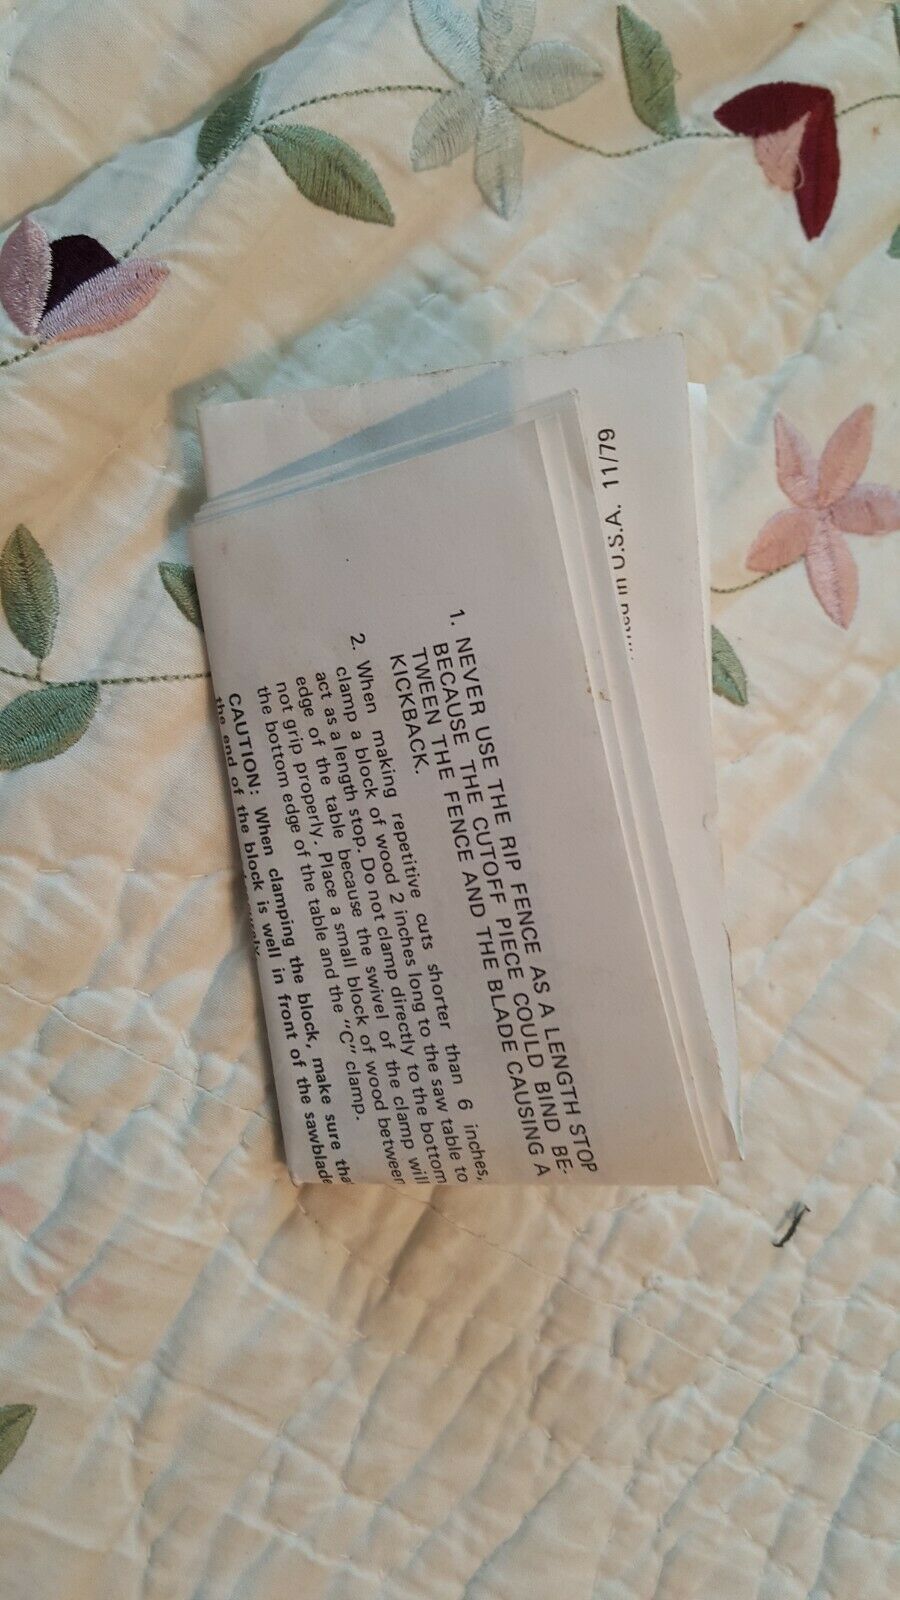 in U.S.A. 11/79
1. NEVER USE THE RIP FENCE AS A LENGTH STOP
BECAUSE THE CUTOFF PIECE COULD BIND BE-
TWEEN THE FENCE AND THE BLADE CAUSING A
KICKBACK.
2. When making repetitive cuts shorter than 6 inches,
clamp a block of wood 2 inches long to the saw table to
act as a length stop. Do not clamp directly to the bottom
edge of the table because the swivel of the clamp will
not grip properly. Place a small block of wood between
the bottom edge of the table and the "C" clamp.
CAUTION: When clamping the block, make sure tha
the end of the block is well in front of the sawblade